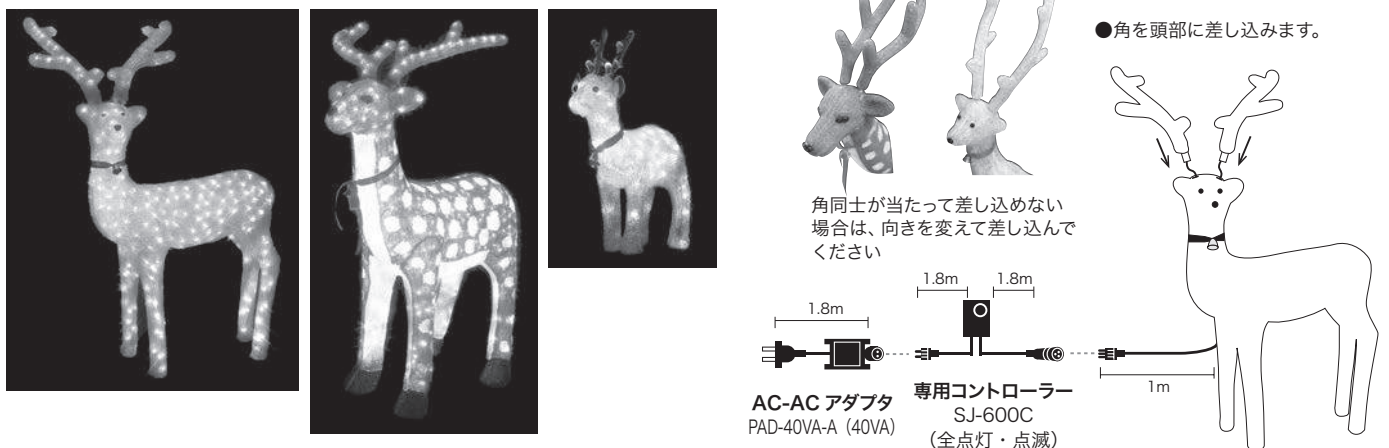 ●角を頭部に差し込みます。
角同士が当たって差し込めない
場合は、向きを変えて差し込んで
ください
1.8m
1.8m
1.8m
1m
AC-AC アダプタ
PAD-40VA-A（40VA）
専用コントローラー
SJ-600C
（全点灯・点滅）